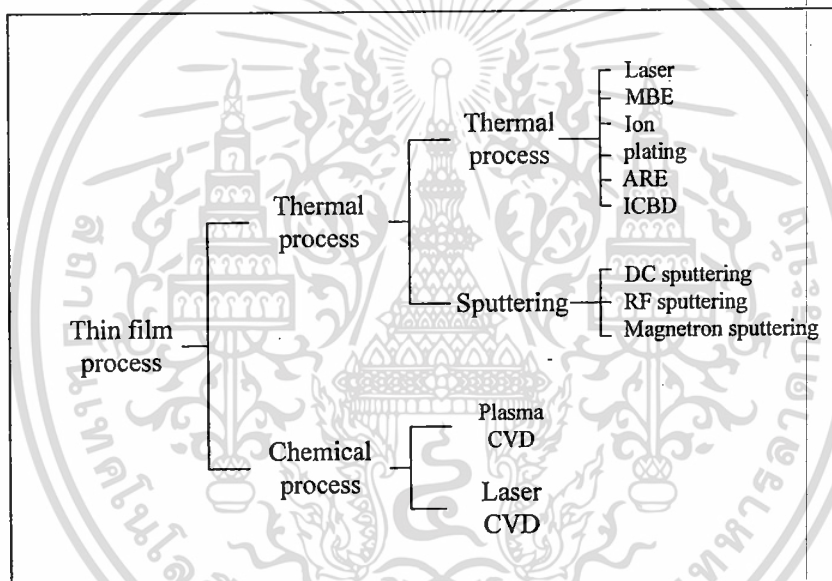 Laser
MBE
Ion
plating
ARE
ICBD
Thermal
process
Thermal
process
DC sputtering
RF sputtering
Magnetron sputtering
Sputtering
Thin film
process
Plasma
CVD
Chemical
process
Laser
CVD